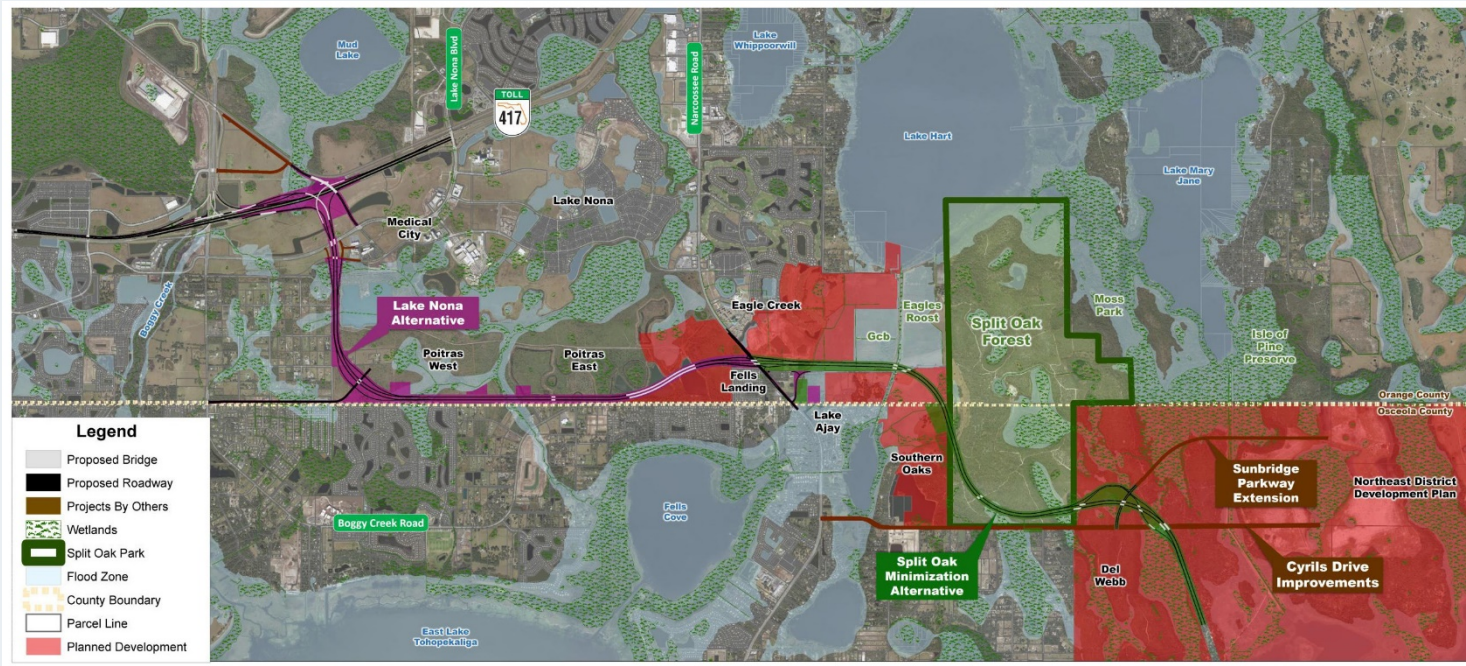 Mud
Lake
Lake Nona Blvd
TOLL
417
Narcoossee Road
Lake
Whippoorwill
Lake Hart
Lake Mary
Jane
Lake Nona
Medical
City
Boggy Creek
Lake Nona
Alternative
Poitras
West
Poitras
East
Eagle Creek
Gcb
Eagles
Roost
Split Oak
Forest
Moss
Park
Isle of
Pine
Preserve
Fells
Landing
Lake
Ajay
Orange County
Osceola County
Southern
Oaks
Sunbridge
Parkway
Extension
Northeast District
Development Plan
Fells
Cove
Boggy Creek Road
Split Oak
Minimization
Alternative
Del
Webb
Cyrils Drive
Improvements
East Lake
Tohopekaliga
Legend
Proposed Bridge
Proposed Roadway
Projects By Others
Wetlands
Split Oak Park
Flood Zone
County Boundary
Parcel Line
Planned Development